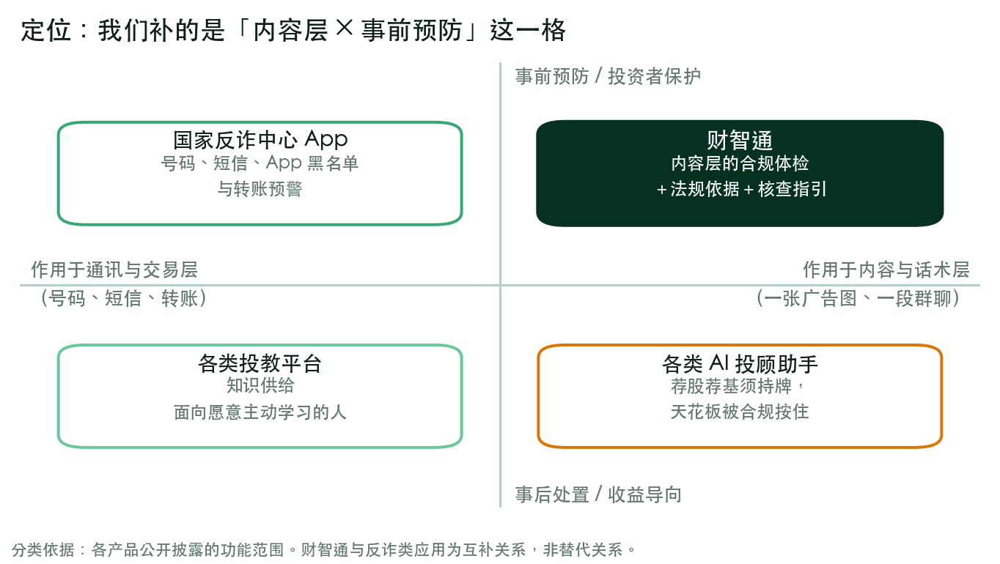 定位：我们补的是「内容层×事前预防」这一格
事前预防 / 投资者保护
国家反诈中心 App
号码、短信、App 黑名单
与转账预警
财智通
内容层的合规体检
+法规依据+核查指引
作用于通讯与交易层
（号码、短信、转账）
作用于内容与话术层
（一张广告图、一段群聊）
各类投教平台
知识供给
面向愿意主动学习的人
各类 AI 投顾助手
荐股荐基须持牌，
天花板被合规按住
事后处置 / 收益导向
分类依据：各产品公开披露的功能范围。财智通与反诈类应用为互补关系，非替代关系。